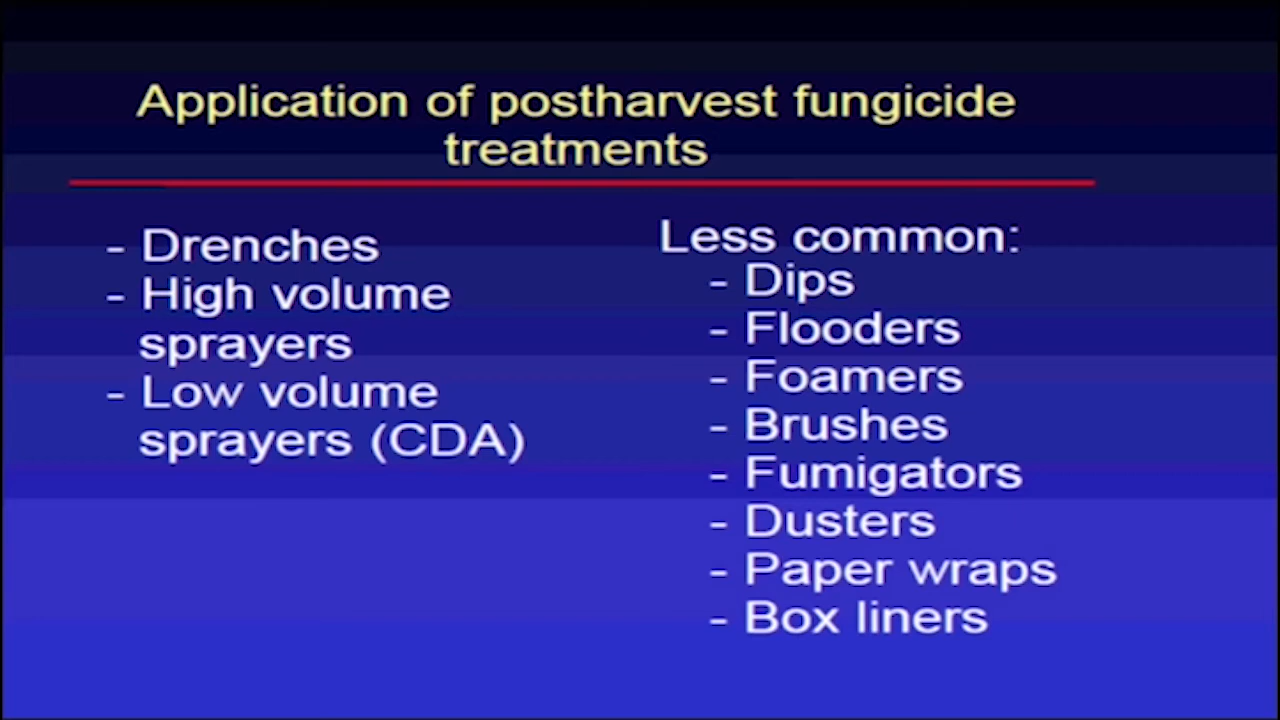 Application of postharvest fungicide
treatments
- Drenches
- High volume
sprayers
- Low volume
sprayers (CDA)
Less common:
- Dips
- Flooders
- Foamers
- Brushes
- Fumigators
- Dusters
- Paper wraps
- Box liners